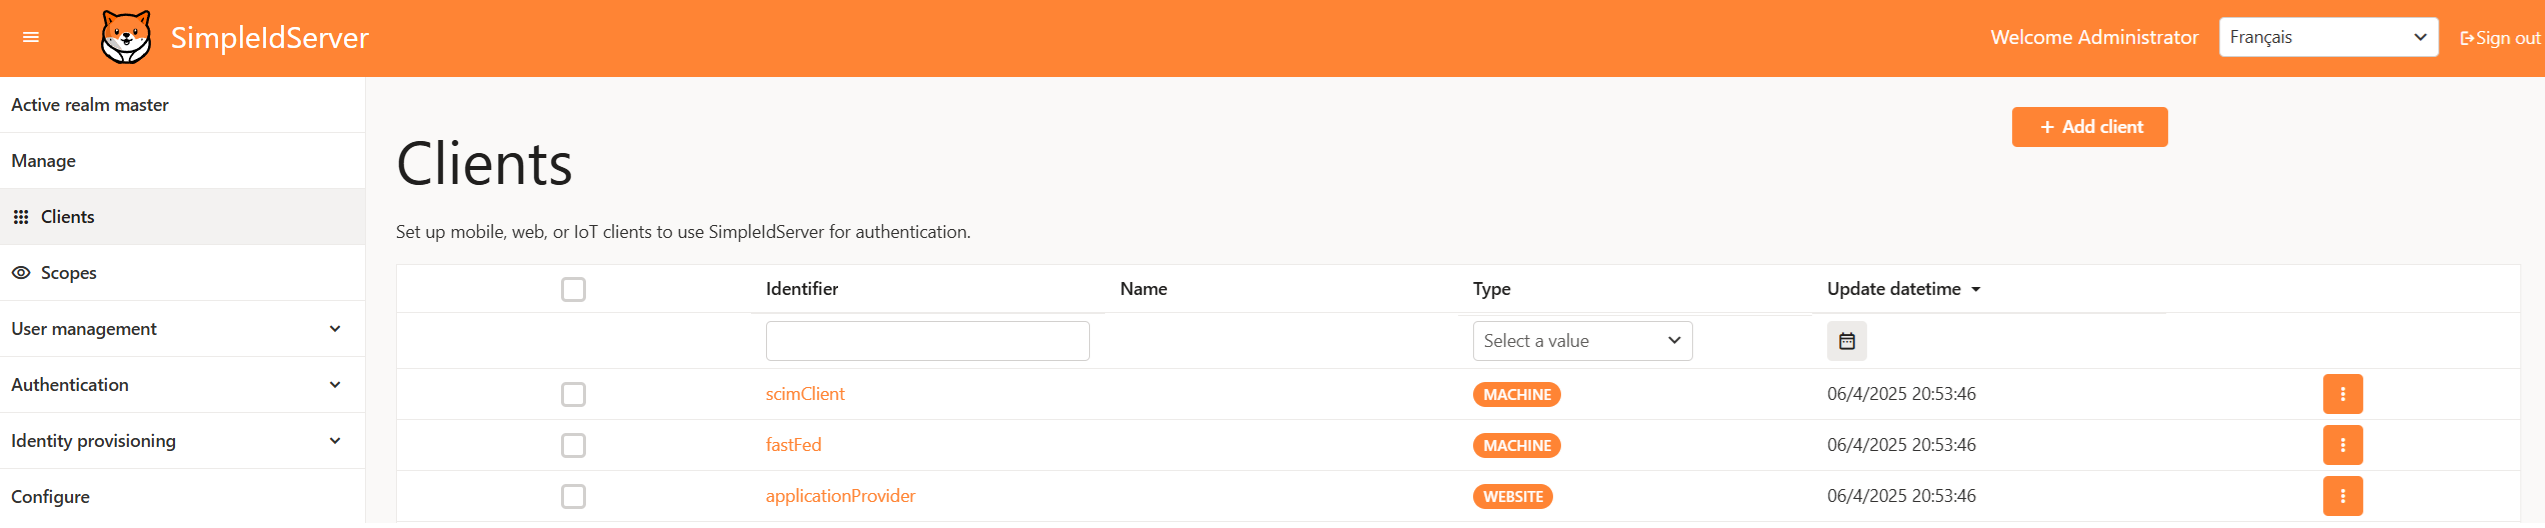 SimpleIdServer
Welcome Administrator
Français
Sign out
Active realm master
Manage
Clients
Scopes
User management
Authentication
Identity provisioning
Configure
+ Add client
Clients
Set up mobile, web, or IoT clients to use SimpleIdServer for authentication.
Identifier Name Type Update datetime
Select a value
scimClient MACHINE 06/4/2025 20:53:46
fastFed MACHINE 06/4/2025 20:53:46
applicationProvider WEBSITE 06/4/2025 20:53:46